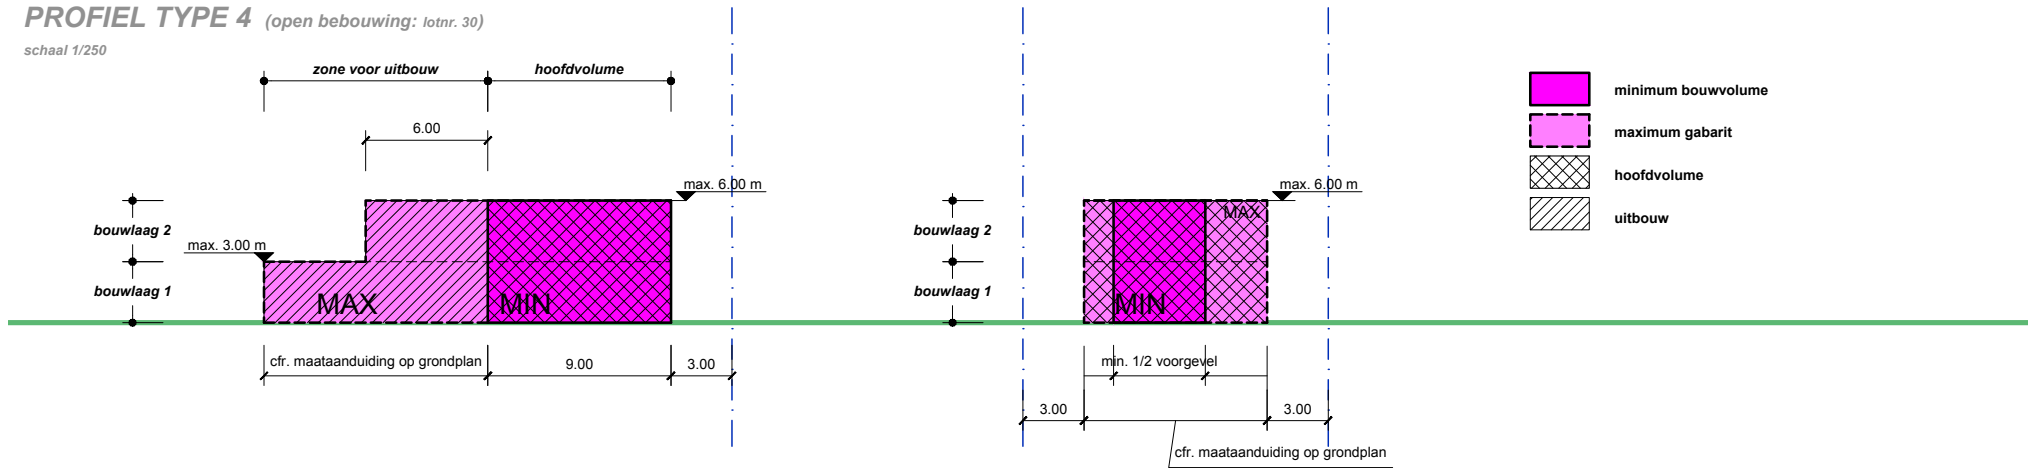 PROFIEL TYPE 4 (open bebouwing: lotnr. 30)
schaal 1/250
zone voor uitbouw
hoofdvolume
6.00
max. 6.00 m
bouwlaag 2
max. 3.00 m
bouwlaag 1
MAX
MIN
cfr. maataanduiding op grondplan
9.00
3.00
max. 6.00 m
MAX
bouwlaag 2
bouwlaag 1
MIN
min. 1/2 voorgevel
3.00
3.00
cfr. maataanduiding op grondplan
minimum bouwvolume
maximum gabarit
hoofdvolume
uitbouw